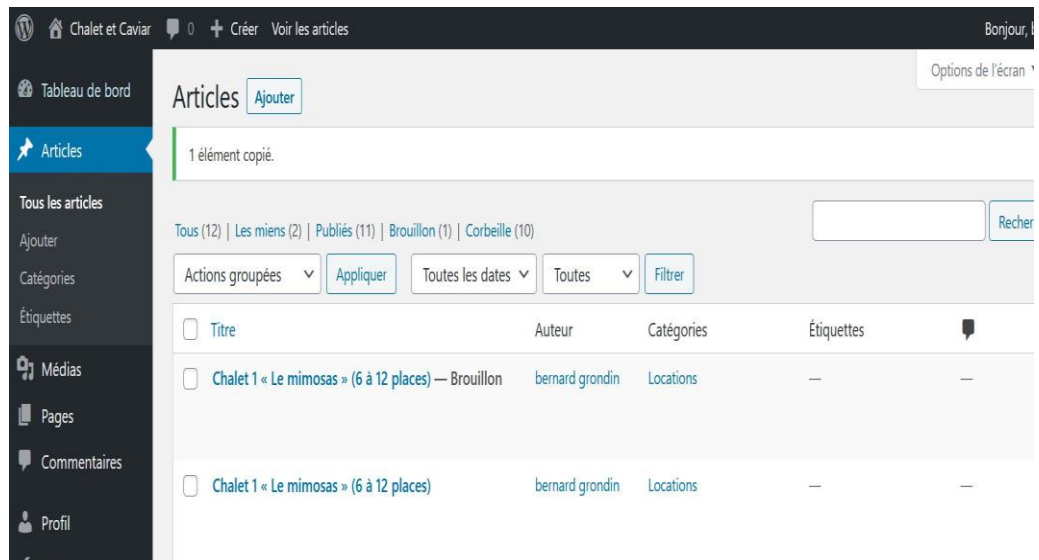 Chalet et Caviar 0 + Créer Voir les articles Bonjour,
Options de l'écran
Tableau de bord
Articles Ajouter
Articles
1 élément copié.
Tous les articles
Ajouter
Catégories
Étiquettes
Médias
Pages
Commentaires
Profil
Tous (12) | Les miens (2) | Publiés (11) | Brouillon (1) | Corbeille (10)
Recher
Actions groupées Appliquer Toutes les dates Toutes Filtrer
Titre Auteur Catégories Étiquettes
Chalet 1 « Le mimosas » (6 à 12 places) — Brouillon bernard grondin Locations — —
Chalet 1 « Le mimosas » (6 à 12 places) bernard grondin Locations — —